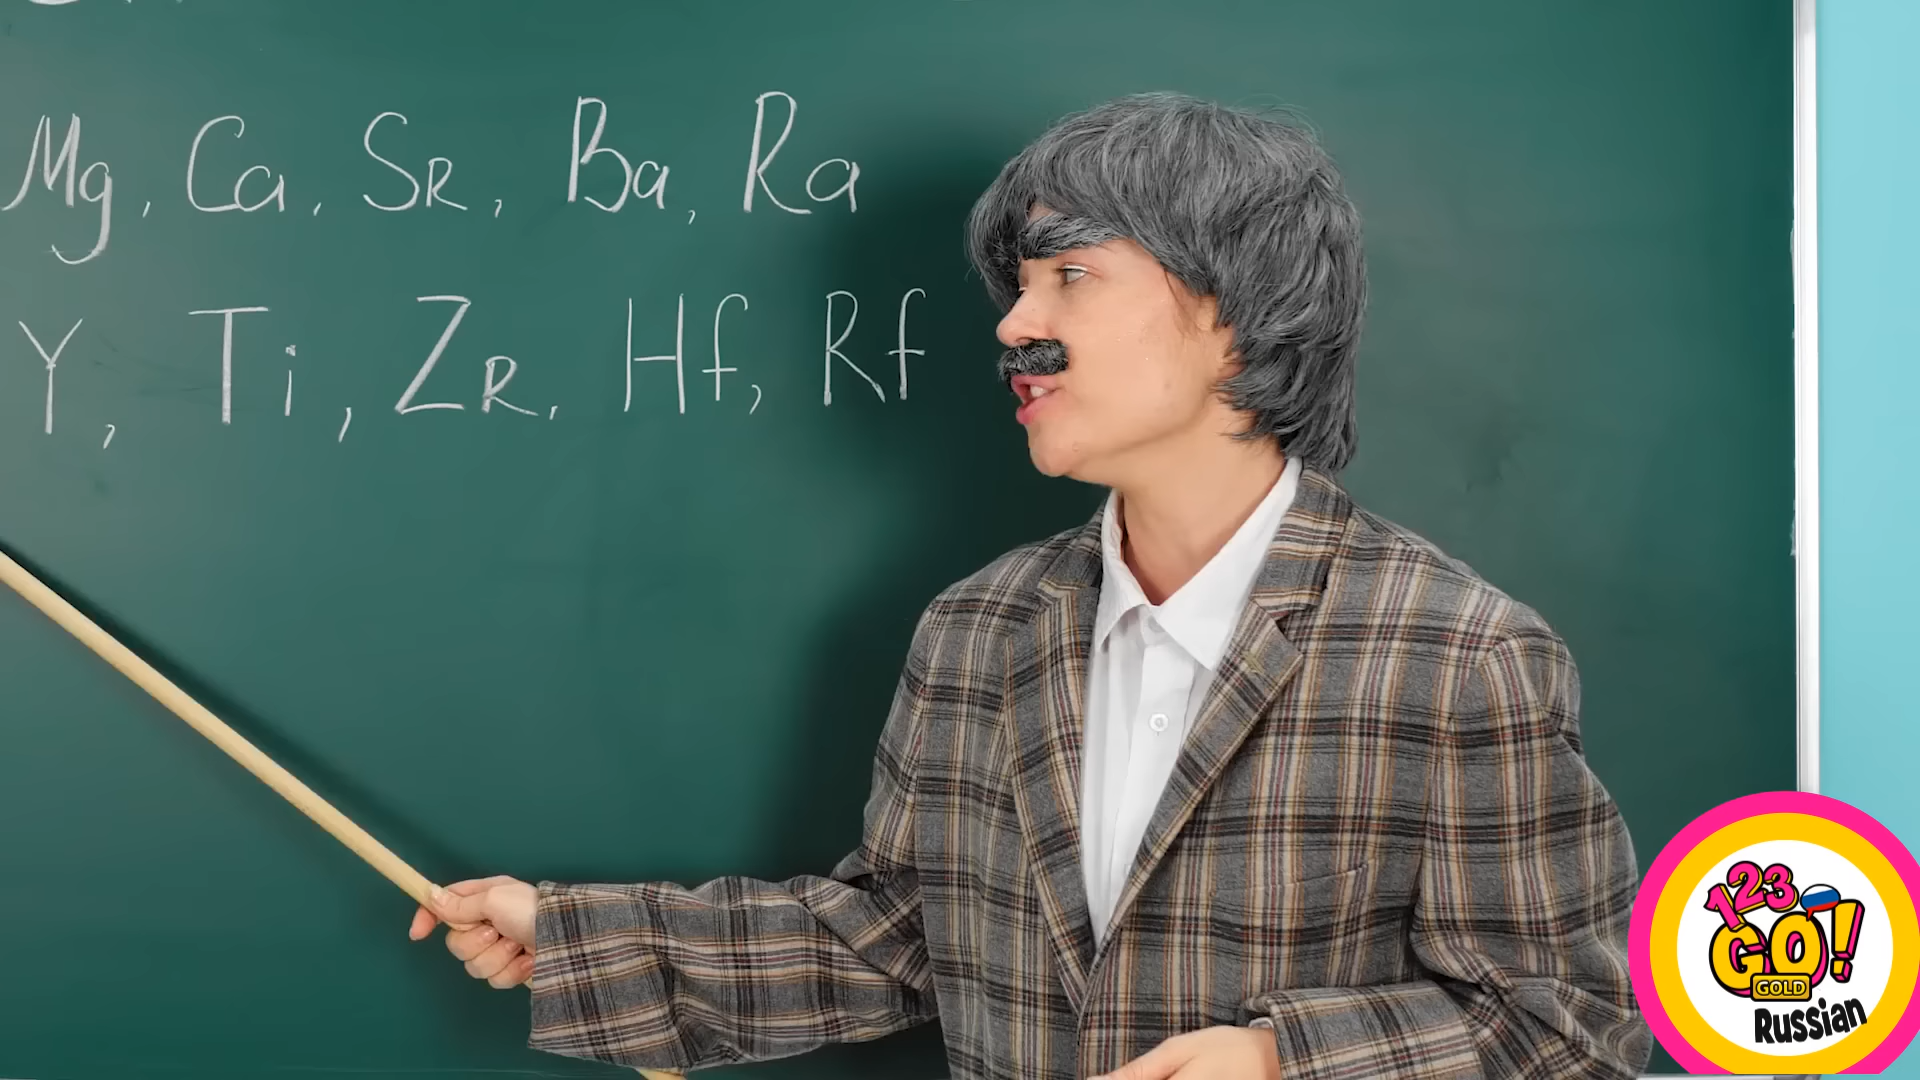 Mg, Ca, Sr, Ba, Ra
Y, Ti, Zr, Hf, Rf
123
GO!
GOLD
Russian